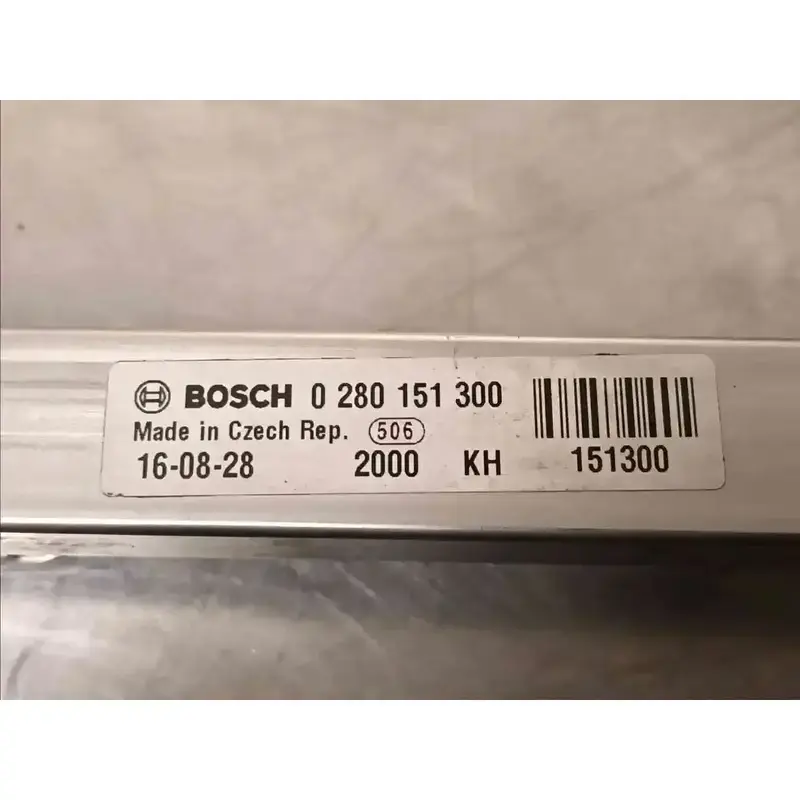 BOSCH 0 280 151 300
Made in Czech Rep. 506
16-08-28 2000 KH 151300